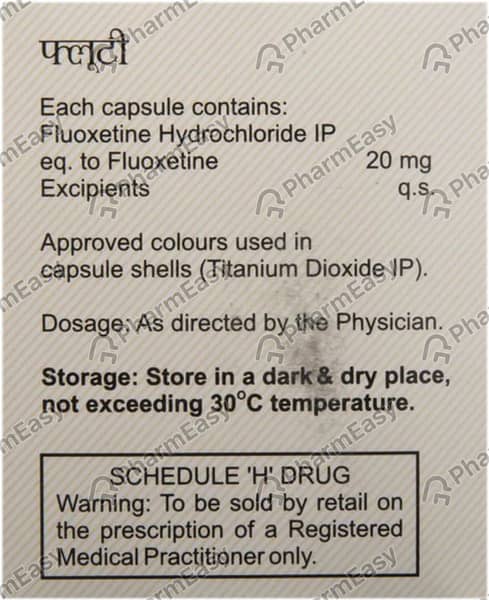 फ्लूटी
Each capsule contains:
Fluoxetine Hydrochloride IP
eq. to Fluoxetine 20 mg
Excipients q.s.
Approved colours used in
capsule shells (Titanium Dioxide IP).
Dosage: As directed by the Physician.
Storage: Store in a dark & dry place,
not exceeding 30°C temperature.
SCHEDULE 'H' DRUG
Warning: To be sold by retail on
the prescription of a Registered
Medical Practitioner only.
PharmEasy